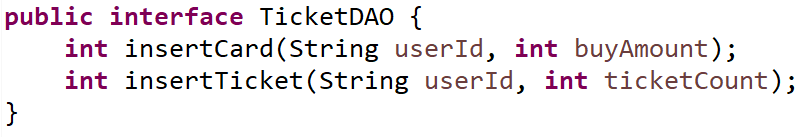 public interface TicketDAO {
    int insertCard(String userId, int buyAmount);
    int insertTicket(String userId, int ticketCount);
}